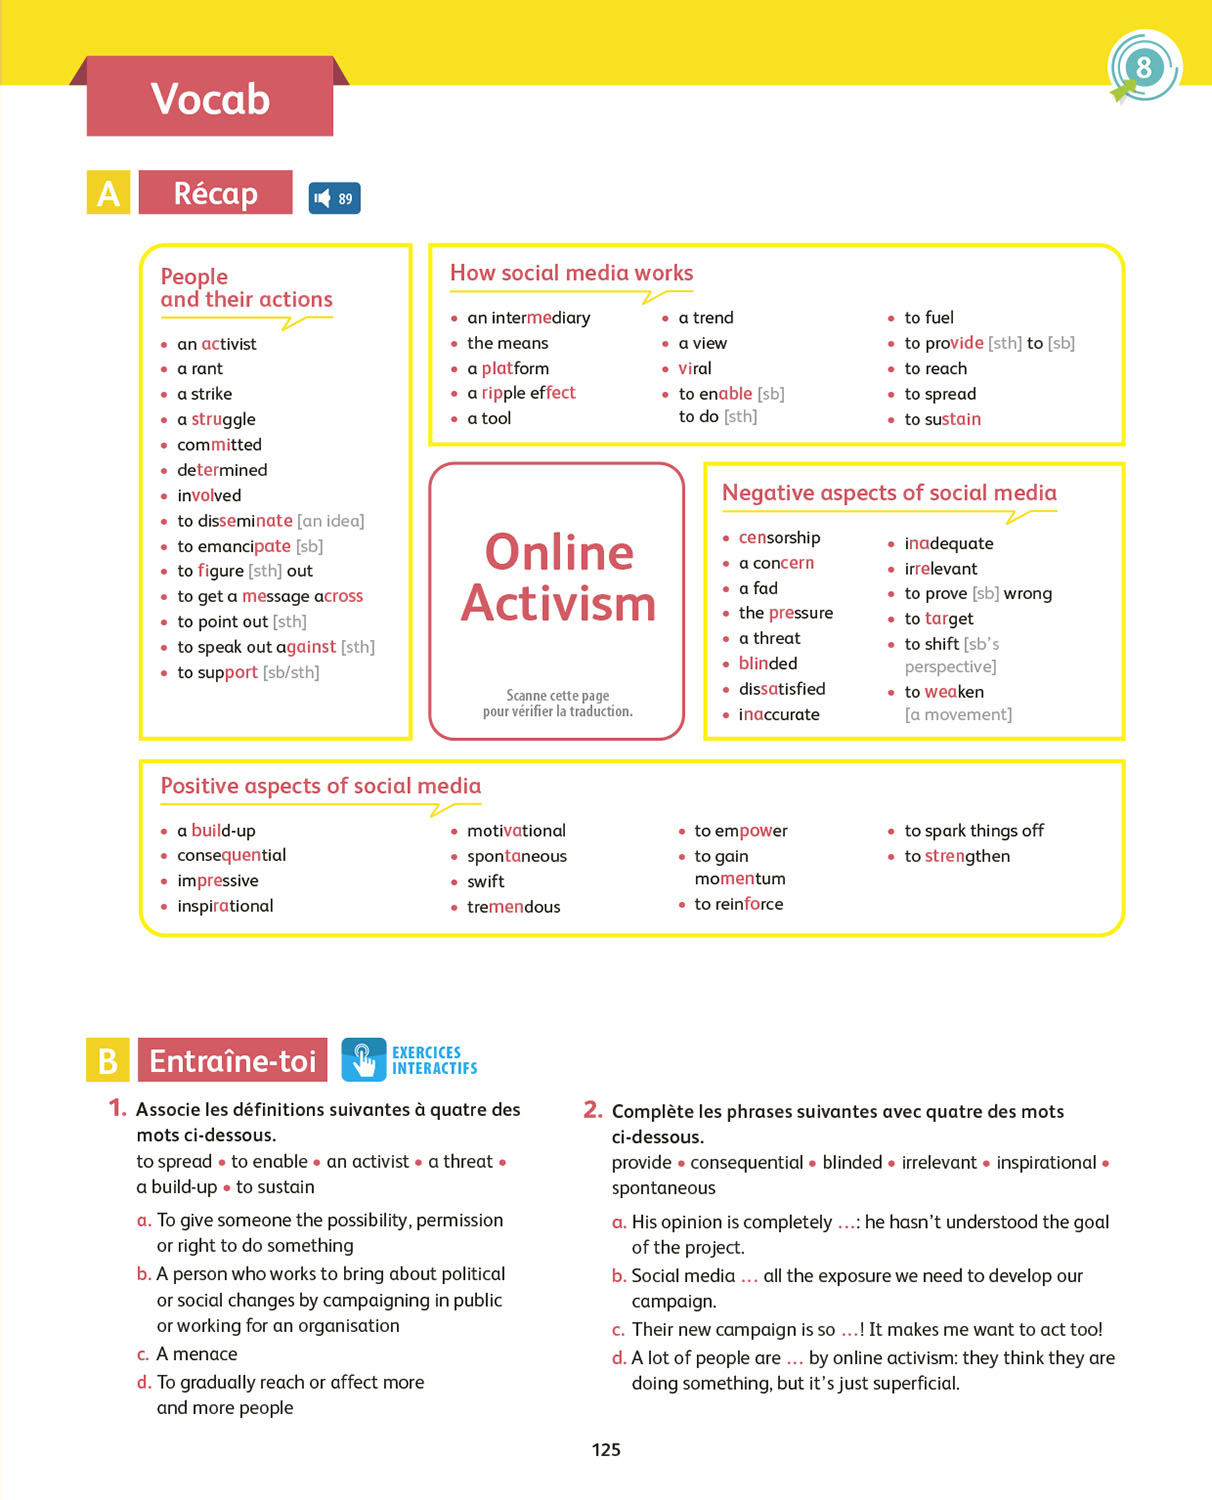 Vocab
8
A
Récap
89
People
and their actions
• an activist
• a rant
• a strike
• a struggle
• committed
• determined
• involved
• to disseminate [an idea]
• to emancipate [sb]
• to figure [sth] out
• to get a message across
• to point out [sth]
• to speak out against [sth]
• to support [sb/sth]
How social media works
• an intermediary
• the means
• a platform
• a ripple effect
• a tool
• a trend
• a view
• viral
• to enable [sb]
to do [sth]
• to fuel
• to provide [sth] to [sb]
• to reach
• to spread
• to sustain
Online
Activism
Scanne cette page
pour vérifier la traduction.
Negative aspects of social media
• censorship
• a concern
• a fad
• the pressure
• a threat
• blinded
• dissatisfied
• inaccurate
• inadequate
• irrelevant
• to prove [sb] wrong
• to target
• to shift [sb's
perspective]
• to weaken
[a movement]
Positive aspects of social media
• a build-up
• consequential
• impressive
• inspirational
• motivational
• spontaneous
• swift
• tremendous
• to empower
• to gain
momentum
• to reinforce
• to spark things off
• to strengthen
B
Entraîne-toi
EXERCICES
INTERACTIFS
1. Associe les définitions suivantes à quatre des
mots ci-dessous.
to spread • to enable • an activist • a threat •
a build-up • to sustain
a. To give someone the possibility, permission
or right to do something
b. A person who works to bring about political
or social changes by campaigning in public
or working for an organisation
c. A menace
d. To gradually reach or affect more
and more people
2. Complète les phrases suivantes avec quatre des mots
ci-dessous.
provide • consequential • blinded • irrelevant • inspirational •
spontaneous
a. His opinion is completely …: he hasn't understood the goal
of the project.
b. Social media … all the exposure we need to develop our
campaign.
c. Their new campaign is so …! It makes me want to act too!
d. A lot of people are … by online activism: they think they are
doing something, but it's just superficial.
125